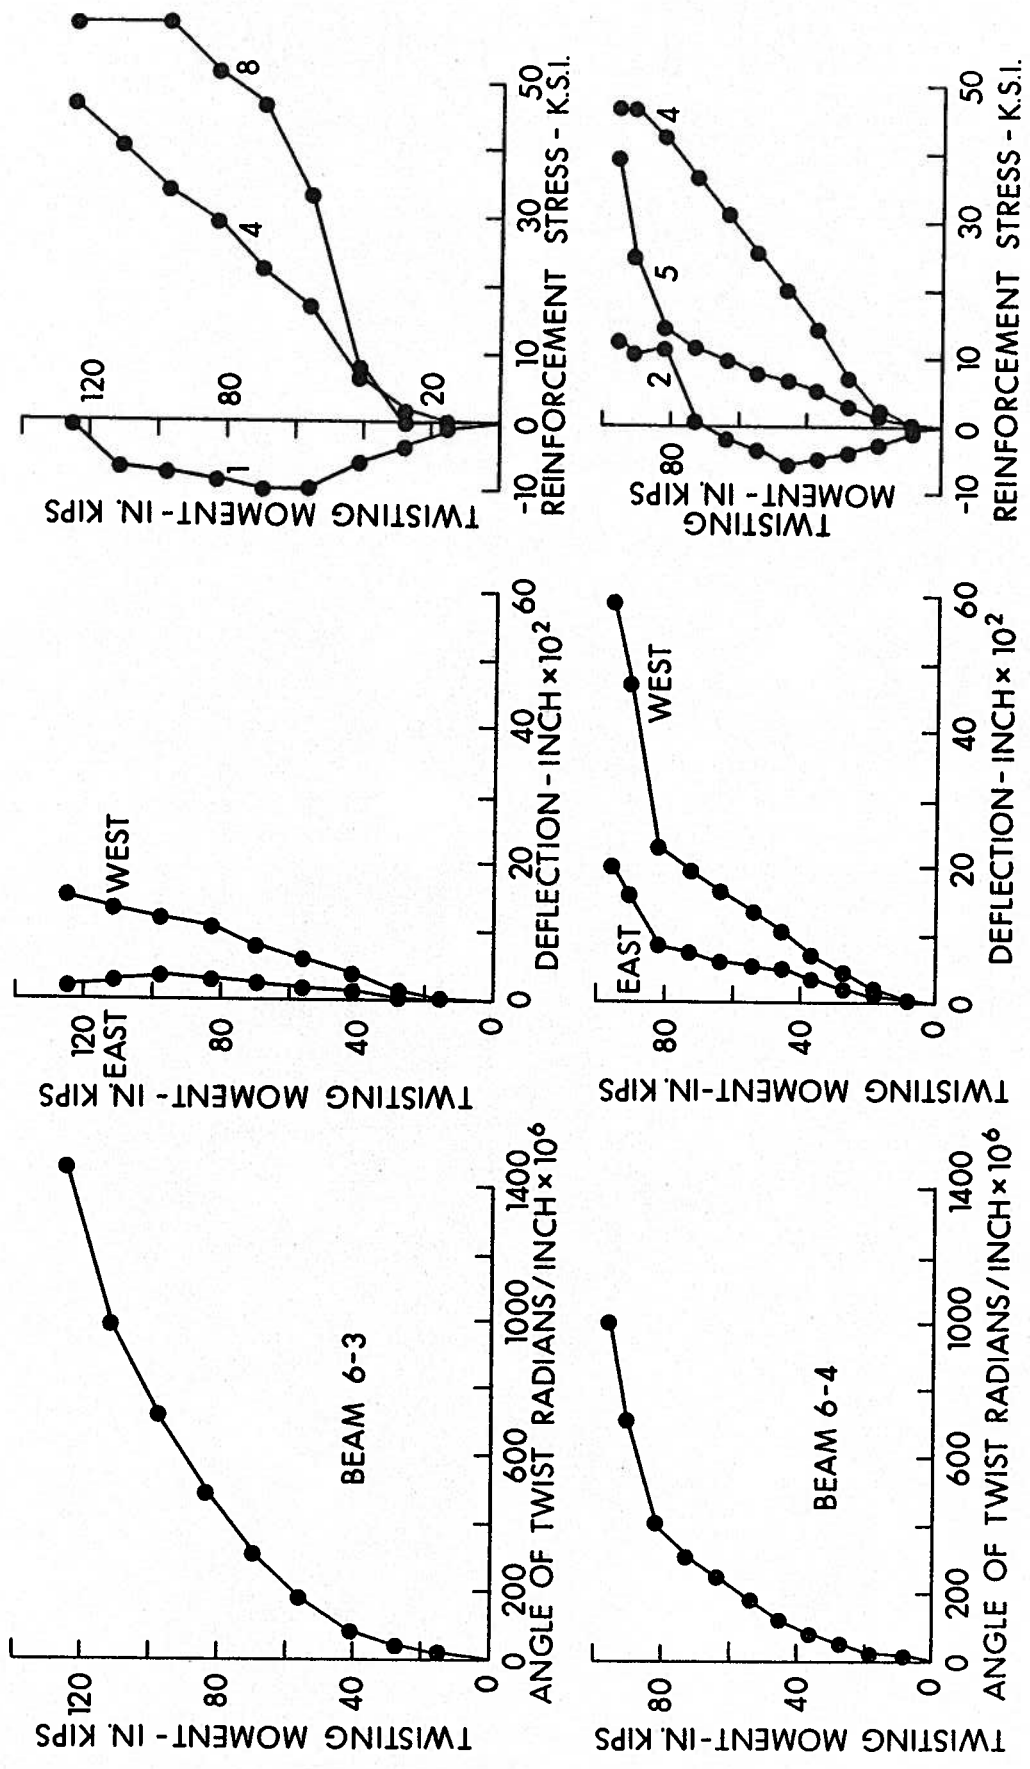 TWISTING MOMENT-IN. KIPS
120
80
40
0
0 200 600 1000 1400
ANGLE OF TWIST RADIANS/INCH×10⁶
BEAM 6-3
TWISTING MOMENT-IN. KIPS
120
80
40
0
EAST
WEST
0 20 40 60
DEFLECTION-INCH×10²
TWISTING MOMENT-IN. KIPS
120
80
20
1
4
8
-10 0 10 30 50
REINFORCEMENT STRESS-K.S.I.
TWISTING MOMENT-IN. KIPS
80
40
0
0 200 600 1000 1400
ANGLE OF TWIST RADIANS/INCH×10⁶
BEAM 6-4
TWISTING MOMENT-IN. KIPS
80
40
0
EAST
WEST
0 20 40 60
DEFLECTION-INCH×10²
TWISTING
MOMENT-IN. KIPS
80
2
5
4
-10 0 10 30 50
REINFORCEMENT STRESS-K.S.I.